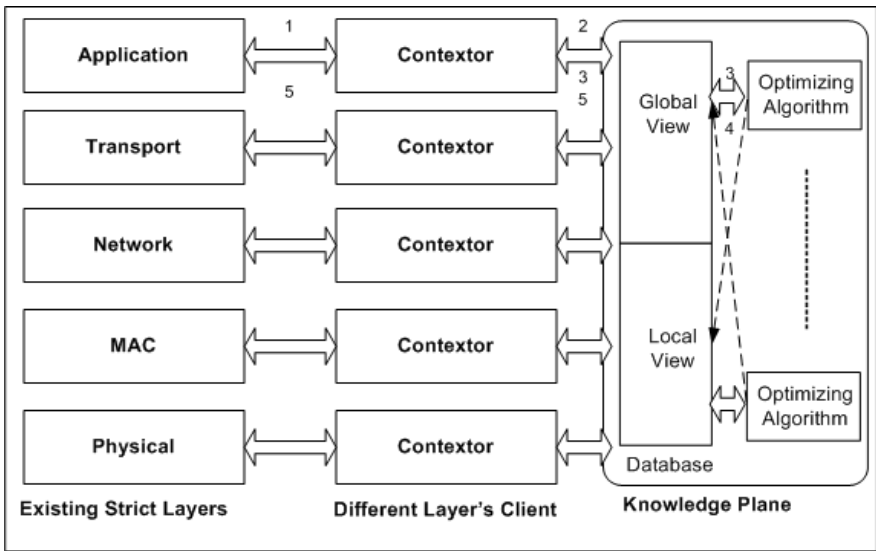 Application
1
Contextor
2
3
5
5
Global
View
3
4
Optimizing
Algorithm
Transport
Contextor
Network
Contextor
MAC
Contextor
Local
View
Physical
Contextor
Optimizing
Algorithm
Database
Existing Strict Layers
Different Layer's Client
Knowledge Plane